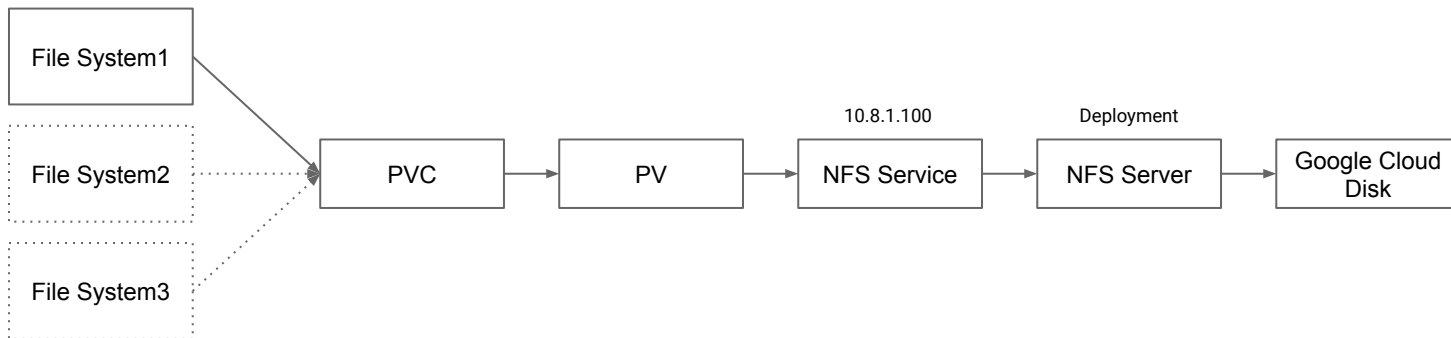 File System1
File System2
File System3
PVC
PV
10.8.1.100
NFS Service
Deployment
NFS Server
Google Cloud
Disk